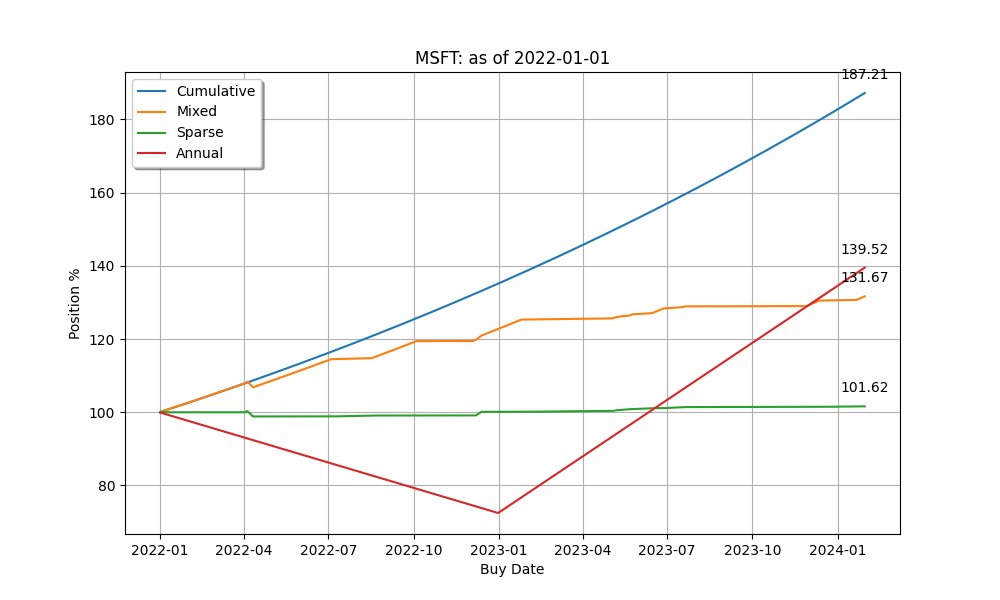 MSFT: as of 2022-01-01
187.21
Cumulative
Mixed
Sparse
Annual
139.52
131.67
101.62
180
160
140
120
100
80
Position %
2022-01 2022-04 2022-07 2022-10 2023-01 2023-04 2023-07 2023-10 2024-01
Buy Date